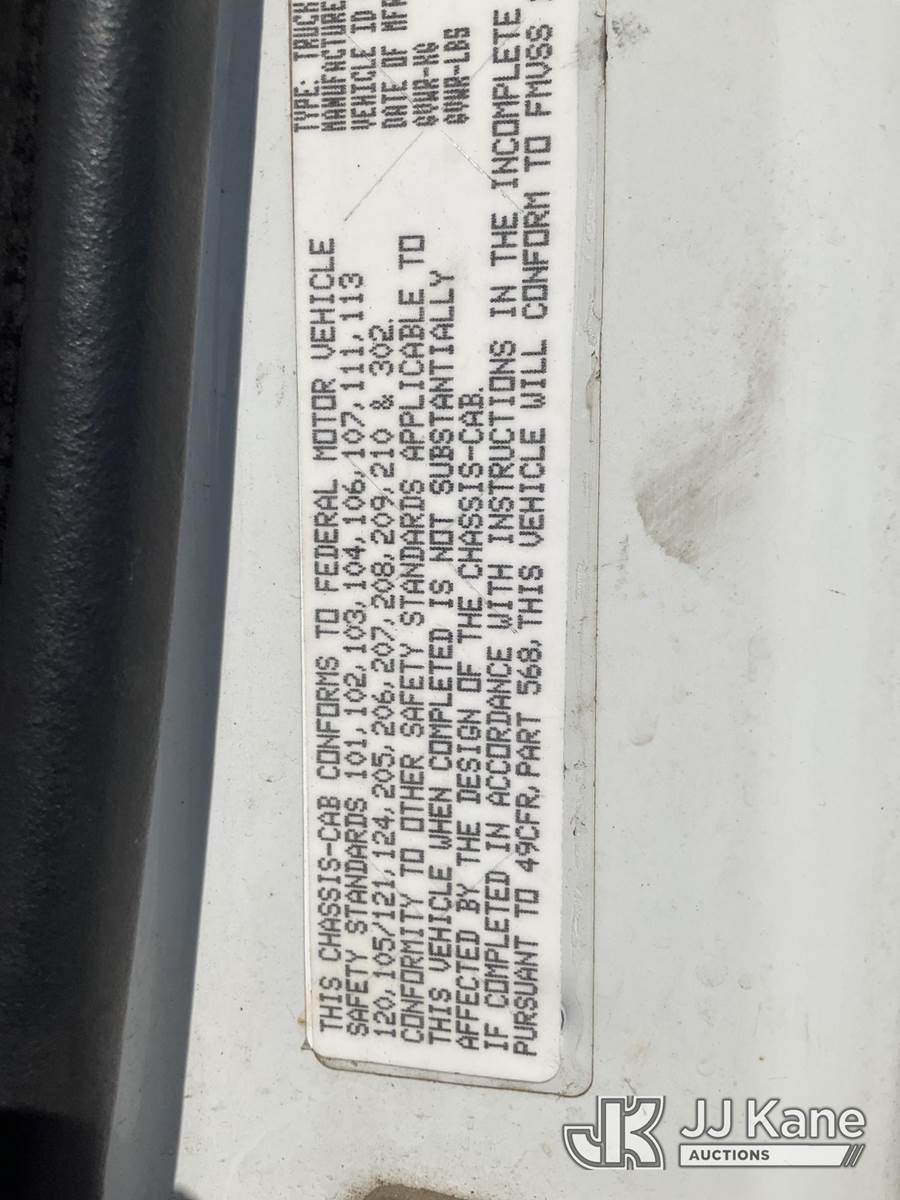 THIS CHASSIS-CAB CONFORMS TO FEDERAL MOTOR VEHICLE
SAFETY STANDARDS 101,102,103,104,106,107,111,113
120,105/121,124,205,206,207,208,209,210 & 302.
CONFORMITY TO OTHER SAFETY STANDARDS APPLICABLE TO
THIS VEHICLE WHEN COMPLETED IS NOT SUBSTANTIALLY
AFFECTED BY THE DESIGN OF THE CHASSIS-CAB.
IF COMPLETED IN ACCORDANCE WITH INSTRUCTIONS IN THE INCOMPLETE
PURSUANT TO 49CFR,PART 568,THIS VEHICLE WILL CONFORM TO FMVSS
TYPE: TRUCK
MANUFACTURE
VEHICLE ID
DATE OF MFR
GVWR-KG
GVWR-LBS
JK JJ Kane
AUCTIONS